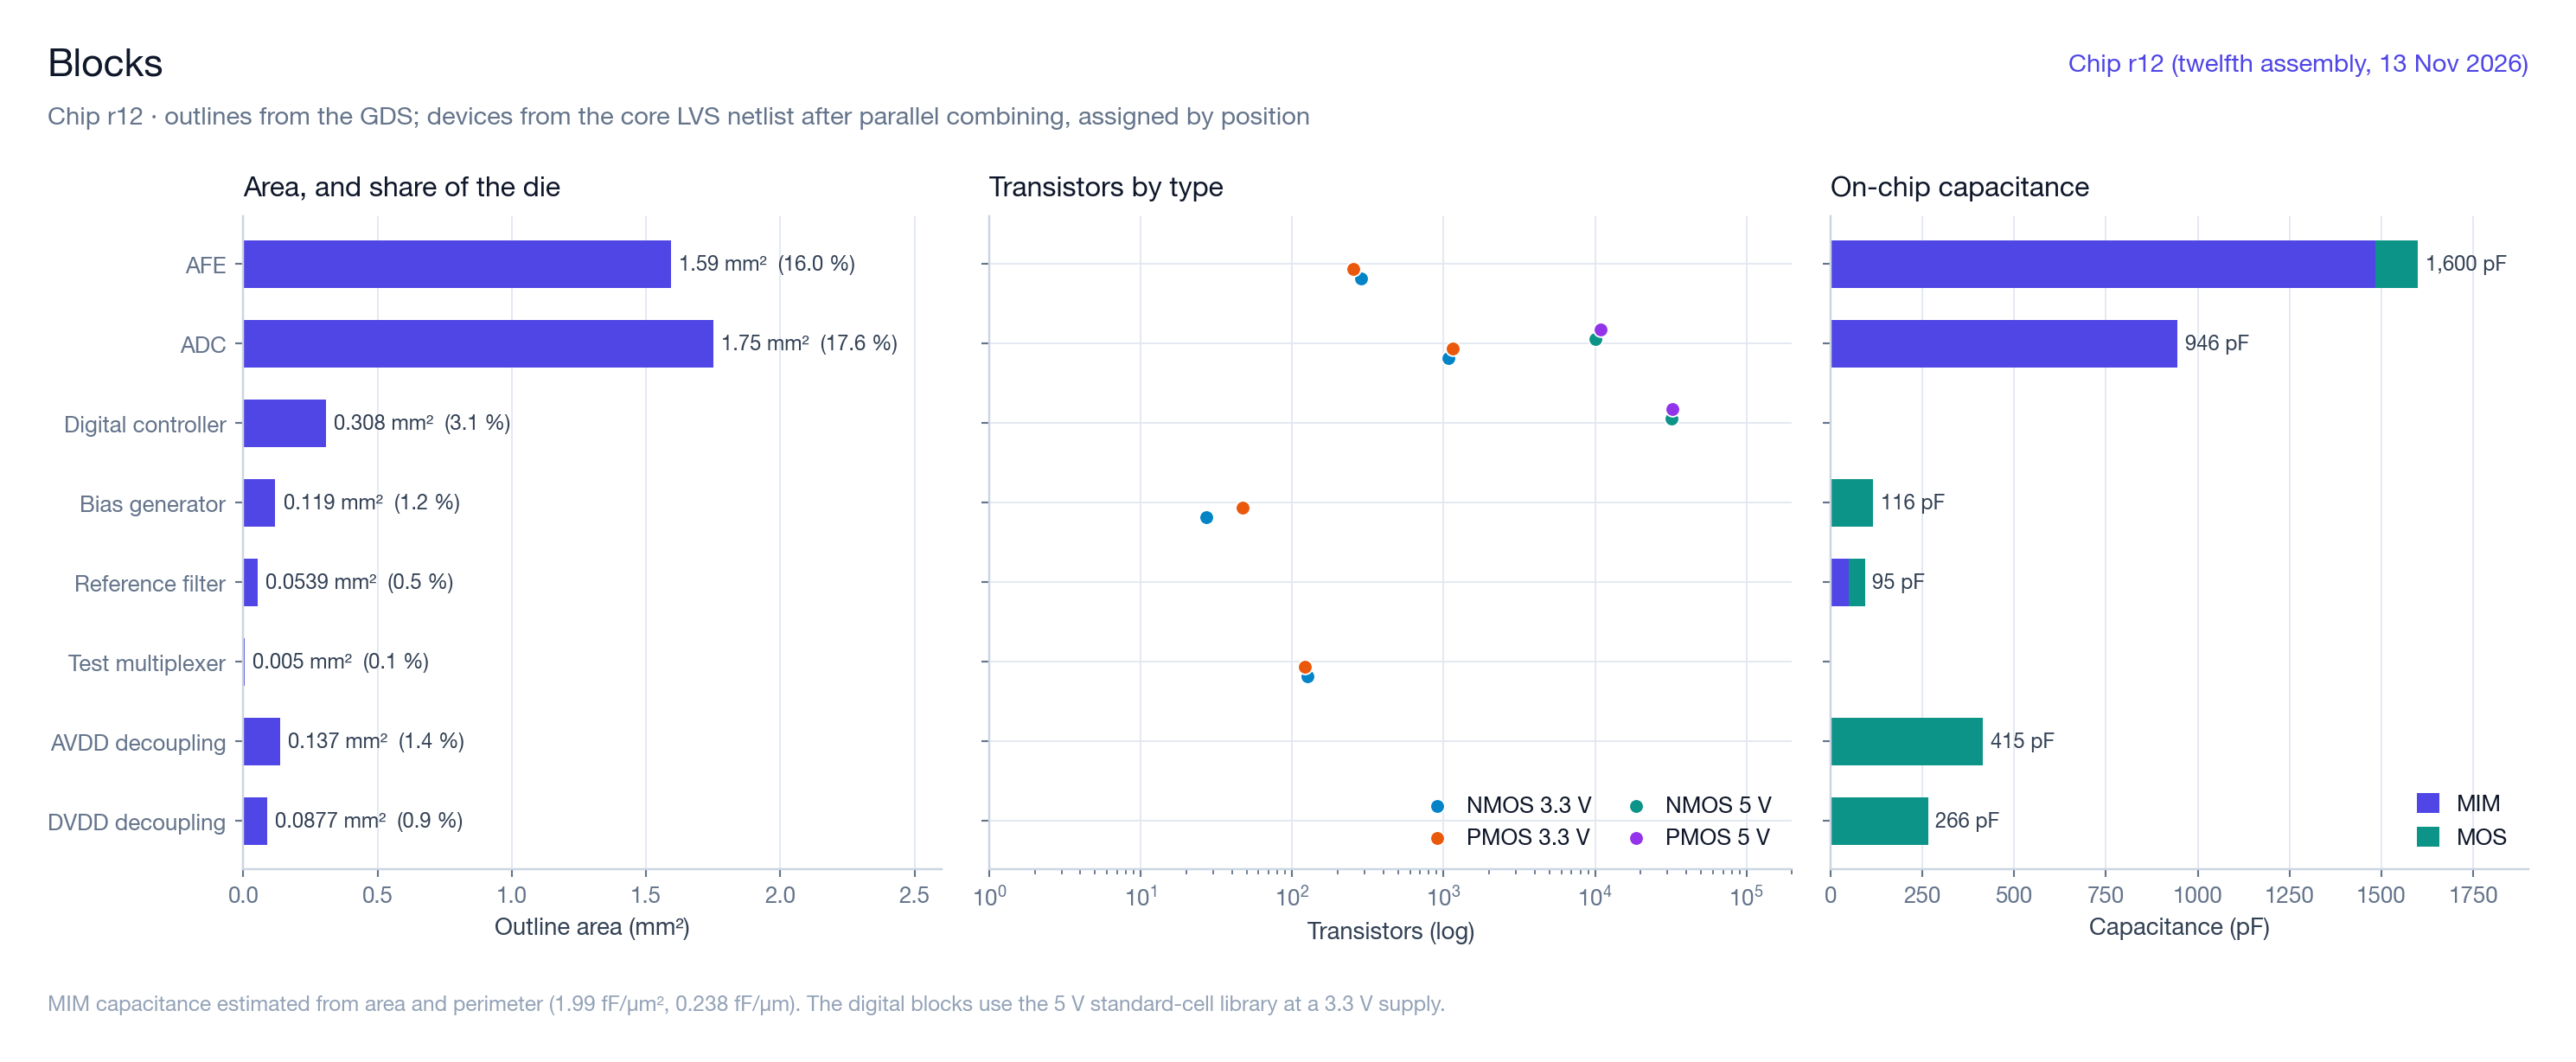 Blocks
Chip r12 (twelfth assembly, 13 Nov 2026)
Chip r12 · outlines from the GDS; devices from the core LVS netlist after parallel combining, assigned by position
Area, and share of the die
AFE
1.59 mm² (16.0 %)
ADC
1.75 mm² (17.6 %)
Digital controller
0.308 mm² (3.1 %)
Bias generator
0.119 mm² (1.2 %)
Reference filter
0.0539 mm² (0.5 %)
Test multiplexer
0.005 mm² (0.1 %)
AVDD decoupling
0.137 mm² (1.4 %)
DVDD decoupling
0.0877 mm² (0.9 %)
0.0 0.5 1.0 1.5 2.0 2.5
Outline area (mm²)
Transistors by type
NMOS 3.3 V
PMOS 3.3 V
NMOS 5 V
PMOS 5 V
10⁰ 10¹ 10² 10³ 10⁴ 10⁵
Transistors (log)
On-chip capacitance
1,600 pF
946 pF
116 pF
95 pF
415 pF
266 pF
MIM
MOS
0 250 500 750 1000 1250 1500 1750
Capacitance (pF)
MIM capacitance estimated from area and perimeter (1.99 fF/µm², 0.238 fF/µm). The digital blocks use the 5 V standard-cell library at a 3.3 V supply.